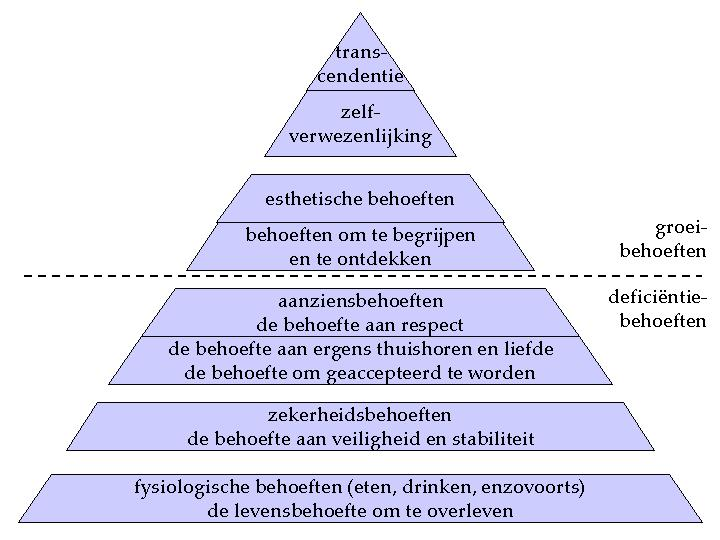 trans-
cendentie
zelf-
verwezenlijking
esthetische behoeften
behoeften om te begrijpen
en te ontdekken
groei-
behoeften
deficiëntie-
behoeften
aanziensbehoeften
de behoefte aan respect
de behoefte aan ergens thuishoren en liefde
de behoefte om geaccepteerd te worden
zekerheidsbehoeften
de behoefte aan veiligheid en stabiliteit
fysiologische behoeften (eten, drinken, enzovoorts)
de levensbehoefte om te overleven